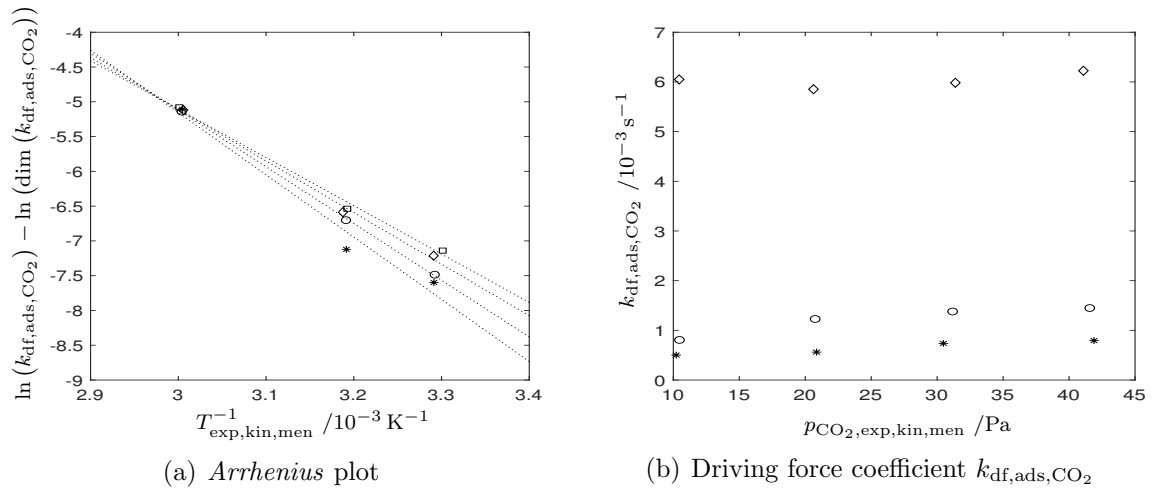 ln (k_df,ads,CO₂) − ln (dim (k_df,ads,CO₂))
-4
-4.5
-5
-5.5
-6
-6.5
-7
-7.5
-8
-8.5
-9
2.9 3 3.1 3.2 3.3 3.4
T⁻¹_exp,kin,men /10⁻³ K⁻¹
(a) Arrhenius plot
k_df,ads,CO₂ /10⁻³ s⁻¹
7
6
5
4
3
2
1
0
10 15 20 25 30 35 40 45
p_CO₂,exp,kin,men /Pa
(b) Driving force coefficient k_df,ads,CO₂